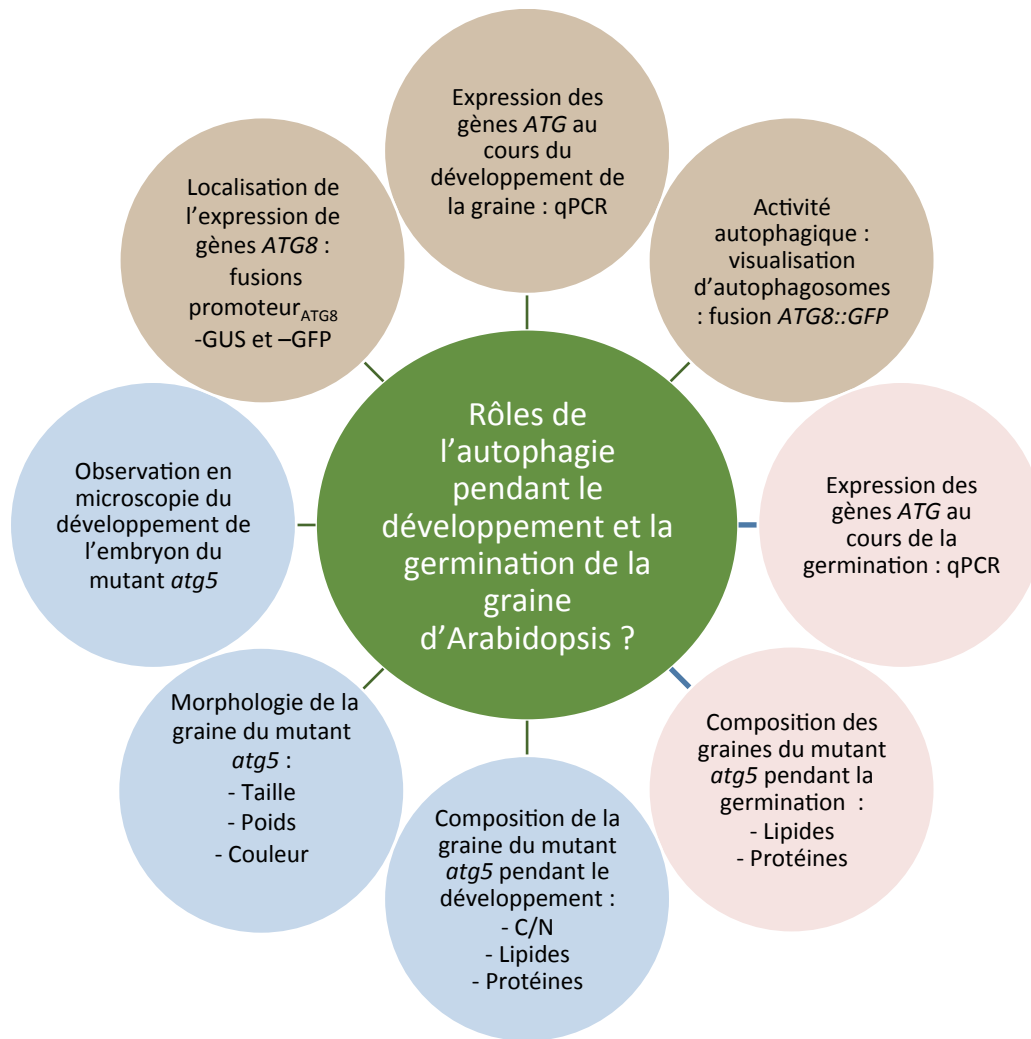 Expression des
gènes ATG au
cours du
développement de
la graine : qPCR
Activité
autophagique :
visualisation
d'autophagosomes
: fusion ATG8::GFP
Expression des
gènes ATG au
cours de la
germination : qPCR
Composition des
graines du mutant
atg5 pendant la
germination :
- Lipides
- Protéines
Composition de la
graine du mutant
atg5 pendant le
développement :
- C/N
- Lipides
- Protéines
Morphologie de la
graine du mutant
atg5 :
- Taille
- Poids
- Couleur
Observation en
microscopie du
développement de
l'embryon du
mutant atg5
Localisation de
l'expression de
gènes ATG8 :
fusions
promoteurATG8
-GUS et –GFP
Rôles de
l'autophagie
pendant le
développement et la
germination de la
graine
d'Arabidopsis ?